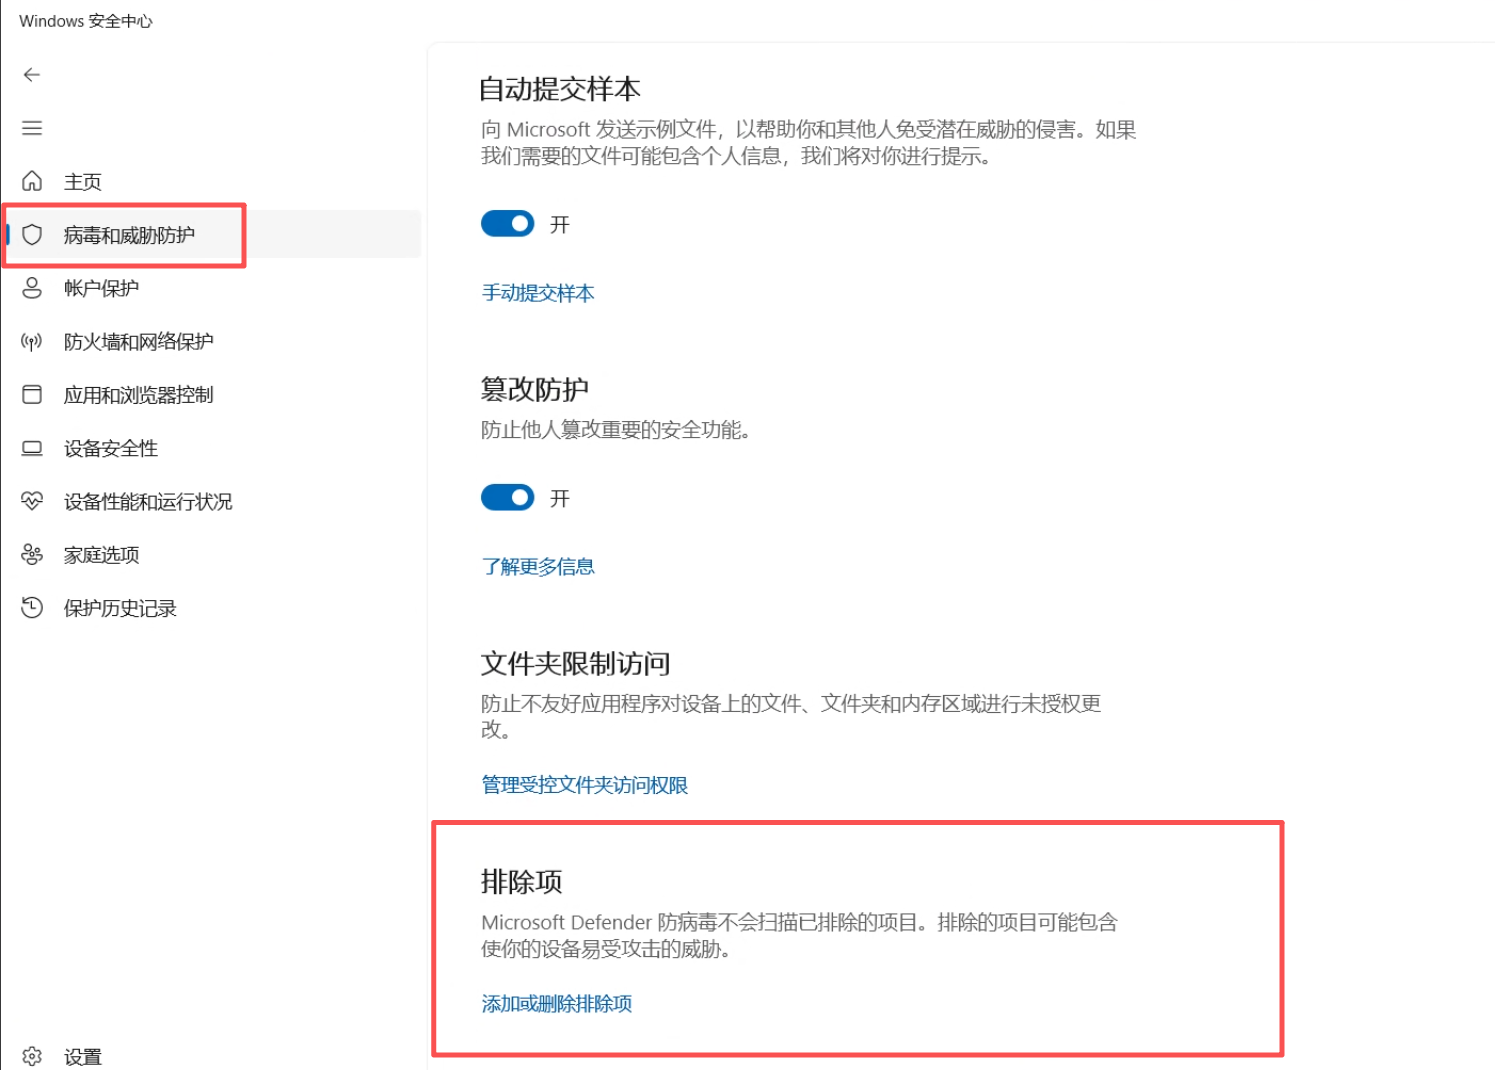 Windows 安全中心
主页
病毒和威胁防护
帐户保护
防火墙和网络保护
应用和浏览器控制
设备安全性
设备性能和运行状况
家庭选项
保护历史记录
设置
自动提交样本
向 Microsoft 发送示例文件，以帮助你和其他人免受潜在威胁的侵害。如果
我们需要的文件可能包含个人信息，我们将对你进行提示。
开
手动提交样本
篡改防护
防止他人篡改重要的安全功能。
开
了解更多信息
文件夹限制访问
防止不友好应用程序对设备上的文件、文件夹和内存区域进行未授权更
改。
管理受控文件夹访问权限
排除项
Microsoft Defender 防病毒不会扫描已排除的项目。排除的项目可能包含
使你的设备易受攻击的威胁。
添加或删除排除项